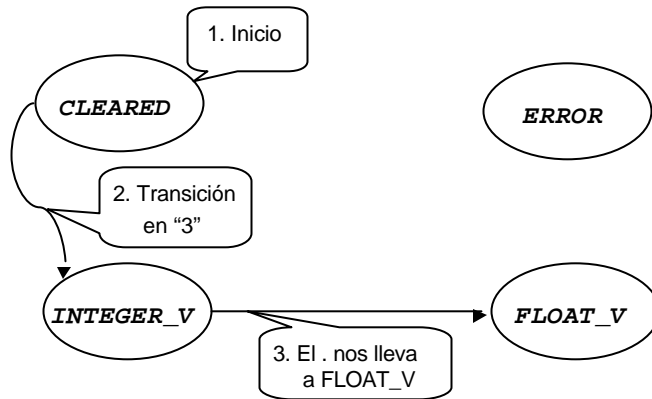 1. Inicio
CLEARED
ERROR
2. Transición
en “3”
INTEGER_V
FLOAT_V
3. El . nos lleva
a FLOAT_V